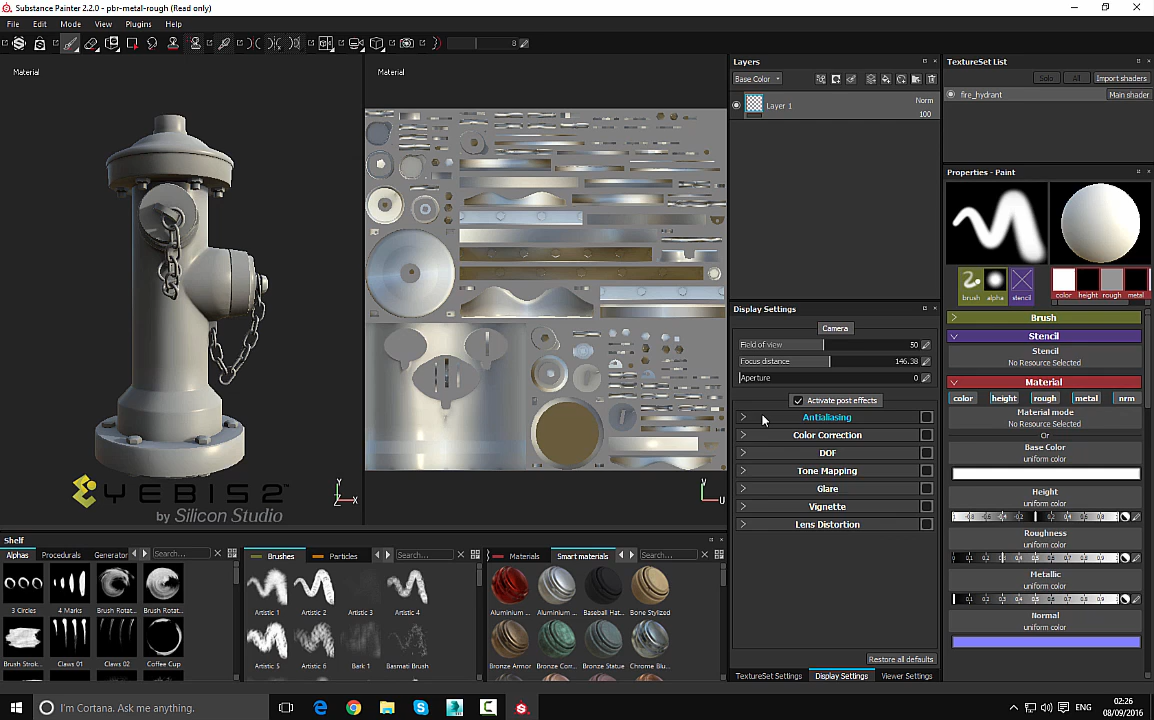 Substance Painter 2.2.0 - pbr-metal-rough (Read only)
File Edit Mode View Plugins Help
8
Material
Material
Layers
Base Color
Layer 1
Norm
100
TextureSet List
Solo All Import shaders
fire_hydrant Main shader
Properties - Paint
brush alpha stencil color height rough metal
Brush
Stencil
Stencil
No Resource Selected
Material
color height rough metal nrm
Material mode
No Resource Selected
Or
Base Color
uniform color
Height
uniform color
Roughness
uniform color
Metallic
uniform color
Normal
uniform color
Display Settings
Camera
Field of view 50
Focus distance 146.38
Aperture 0
Activate post effects
Antialiasing
Color Correction
DOF
Tone Mapping
Glare
Vignette
Lens Distortion
Restore all defaults
TextureSet Settings Display Settings Viewer Settings
YEBIS 2™
by Silicon Studio
Y
Z X
V
U
Shelf
Alphas Procedurals Generator Search...
3 Circles 4 Marks Brush Rotat... Brush Rotat...
Brush Strok... Claws 01 Claws 02 Coffee Cup
Brushes Particles Search...
Artistic 1 Artistic 2 Artistic 3 Artistic 4
Artistic 5 Artistic 6 Bark 1 Basmati Brush
Materials Smart materials Search...
Aluminium ... Aluminium ... Baseball Hat... Bone Stylized
Bronze Armor Bronze Corr... Bronze Statue Chrome Blu...
I'm Cortana. Ask me anything.
ENG
02:26
08/09/2016